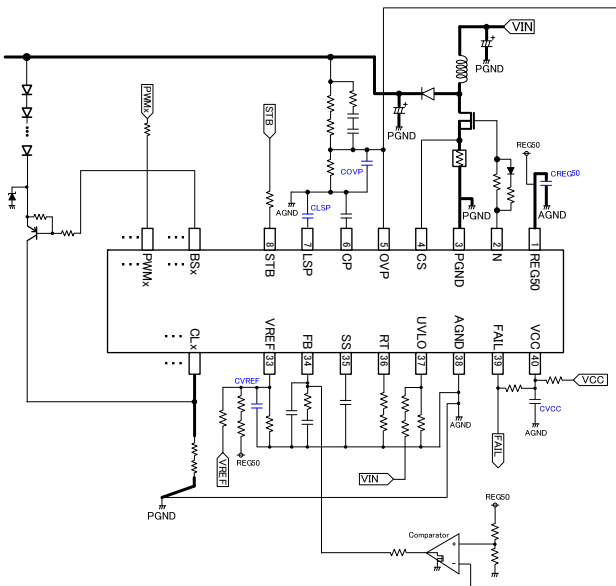 VIN
PGND
PGND
PWMx
STB
COVP
REG50
CREG50
AGND
CLSP
AGND
PGND
8
7
6
5
4
3
2
1
PWMx
BSx
STB
LSP
CP
OVP
CS
PGND
N
REG50
CLx
VREF
FB
SS
RT
UVLO
AGND
FAIL
VCC
33
34
35
36
37
38
39
40
CVREF
VCC
CVCC
AGND
AGND
VREF
REG50
VIN
FAIL
PGND
REG50
Comparator
+
-